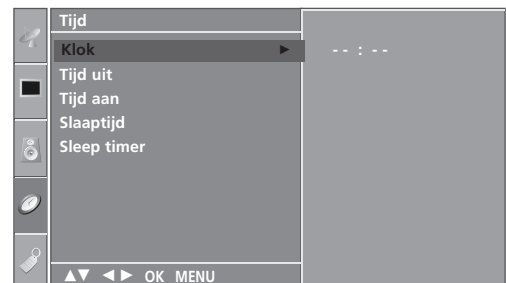 Tijd
Klok ► -- : --
Tijd uit
Tijd aan
Slaaptijd
Sleep timer
▲▼ ◄► OK MENU